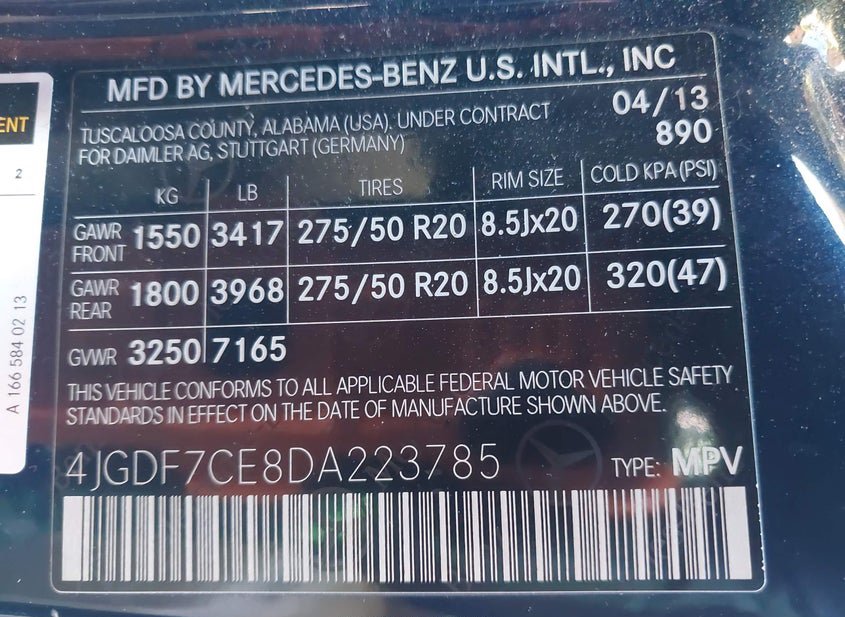 MFD BY MERCEDES-BENZ U.S. INTL., INC
TUSCALOOSA COUNTY, ALABAMA (USA). UNDER CONTRACT
FOR DAIMLER AG, STUTTGART (GERMANY)
04/13
890
KG LB TIRES RIM SIZE COLD KPA (PSI)
GAWR FRONT 1550 3417 275/50 R20 8.5Jx20 270(39)
GAWR REAR 1800 3968 275/50 R20 8.5Jx20 320(47)
GVWR 3250 7165
THIS VEHICLE CONFORMS TO ALL APPLICABLE FEDERAL MOTOR VEHICLE SAFETY
STANDARDS IN EFFECT ON THE DATE OF MANUFACTURE SHOWN ABOVE.
4JGDF7CE8DA223785 TYPE: MPV
ENT
2
A 166 584 02 13